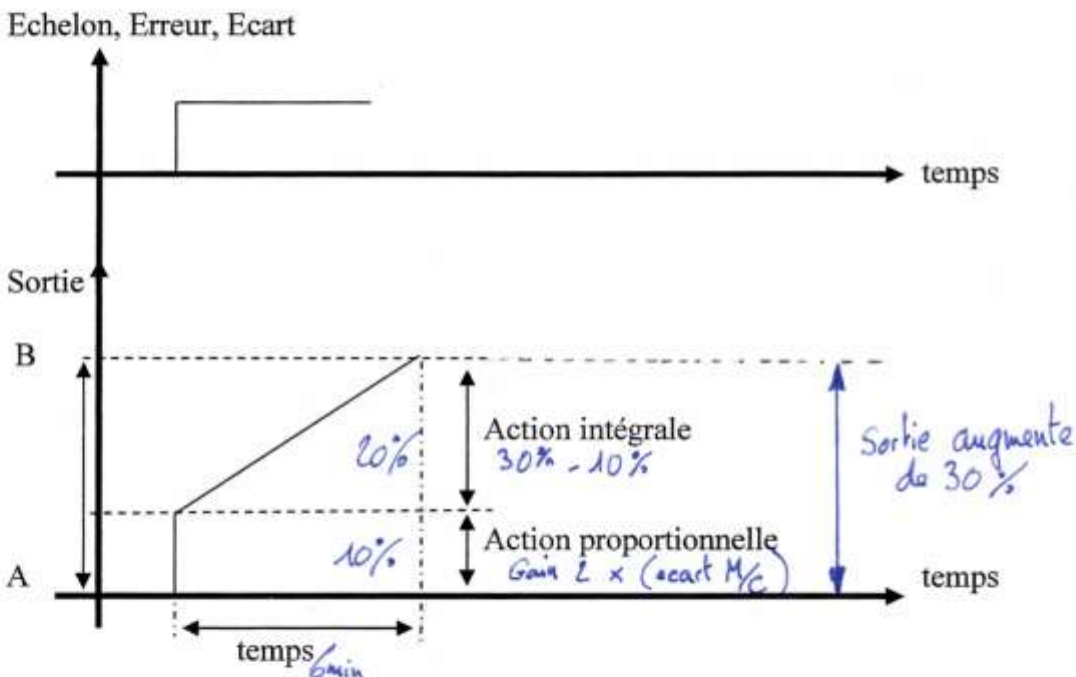 Echelon, Erreur, Ecart
temps
Sortie
B
Action intégrale
20%
30% - 10%
Sortie augmente
de 30%
Action proportionnelle
10%
Gain 2 x (ecart M/C)
A
temps
temps 6min